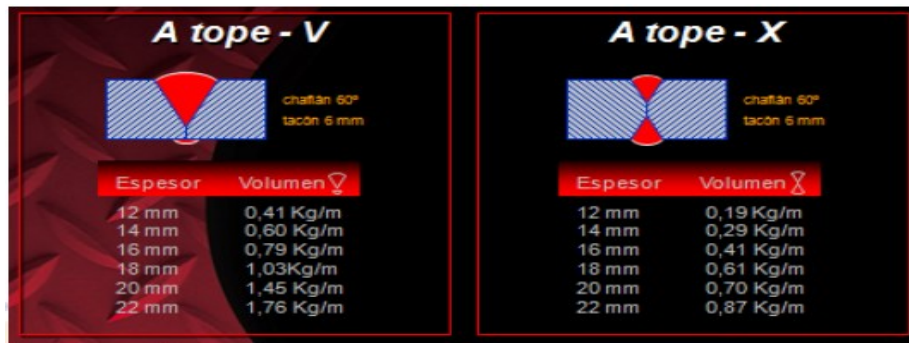 A tope - V
chaflán 60º
tacón 6 mm
Espesor Volumen
12 mm 0,41 Kg/m
14 mm 0,60 Kg/m
16 mm 0,79 Kg/m
18 mm 1,03Kg/m
20 mm 1,45 Kg/m
22 mm 1,76 Kg/m
A tope - X
chaflán 60º
tacón 6 mm
Espesor Volumen
12 mm 0,19 Kg/m
14 mm 0,29 Kg/m
16 mm 0,41 Kg/m
18 mm 0,61 Kg/m
20 mm 0,70 Kg/m
22 mm 0,87 Kg/m